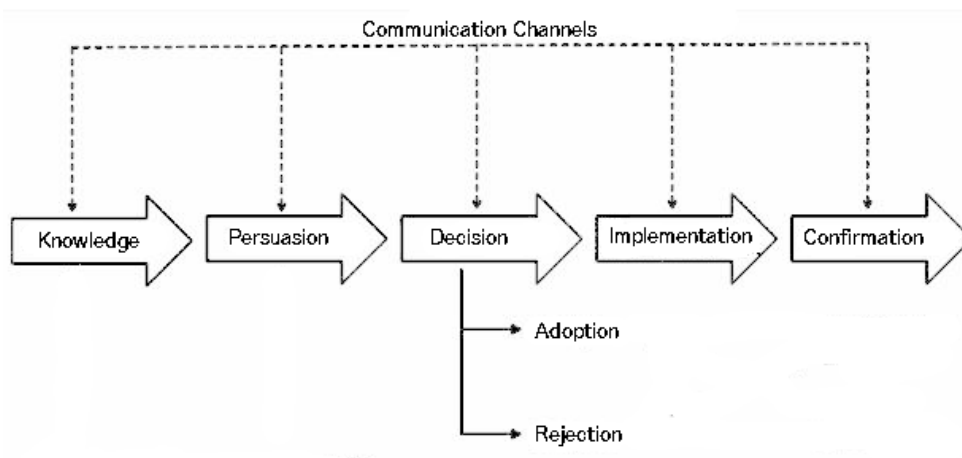 Communication Channels
Knowledge
Persuasion
Decision
Implementation
Confirmation
Adoption
Rejection